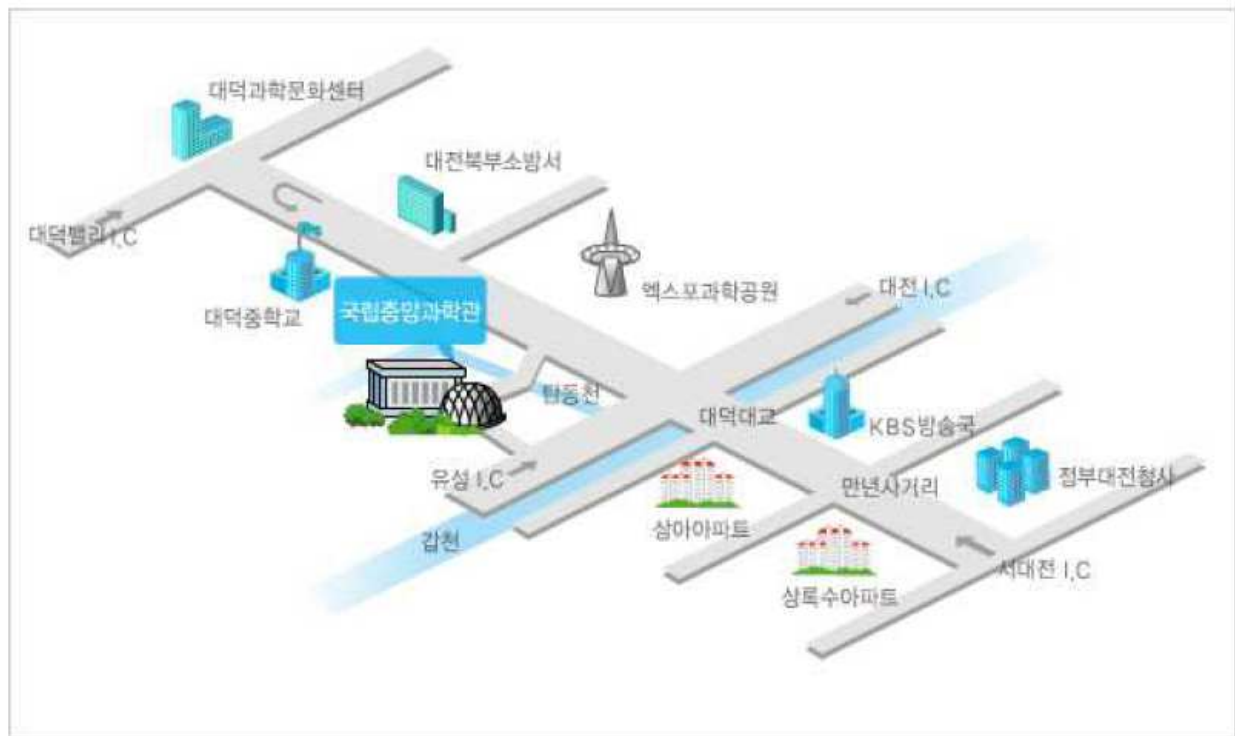 대덕과학문화센터
대전북부소방서
대덕밸리 I.C
엑스포과학공원
대전 I.C
대덕중학교
국립중앙과학관
탄동천
대덕대교
KBS방송국
유성 I.C
만년사거리
정부대전청사
갑천
삼아아파트
상록수아파트
서대전 I.C